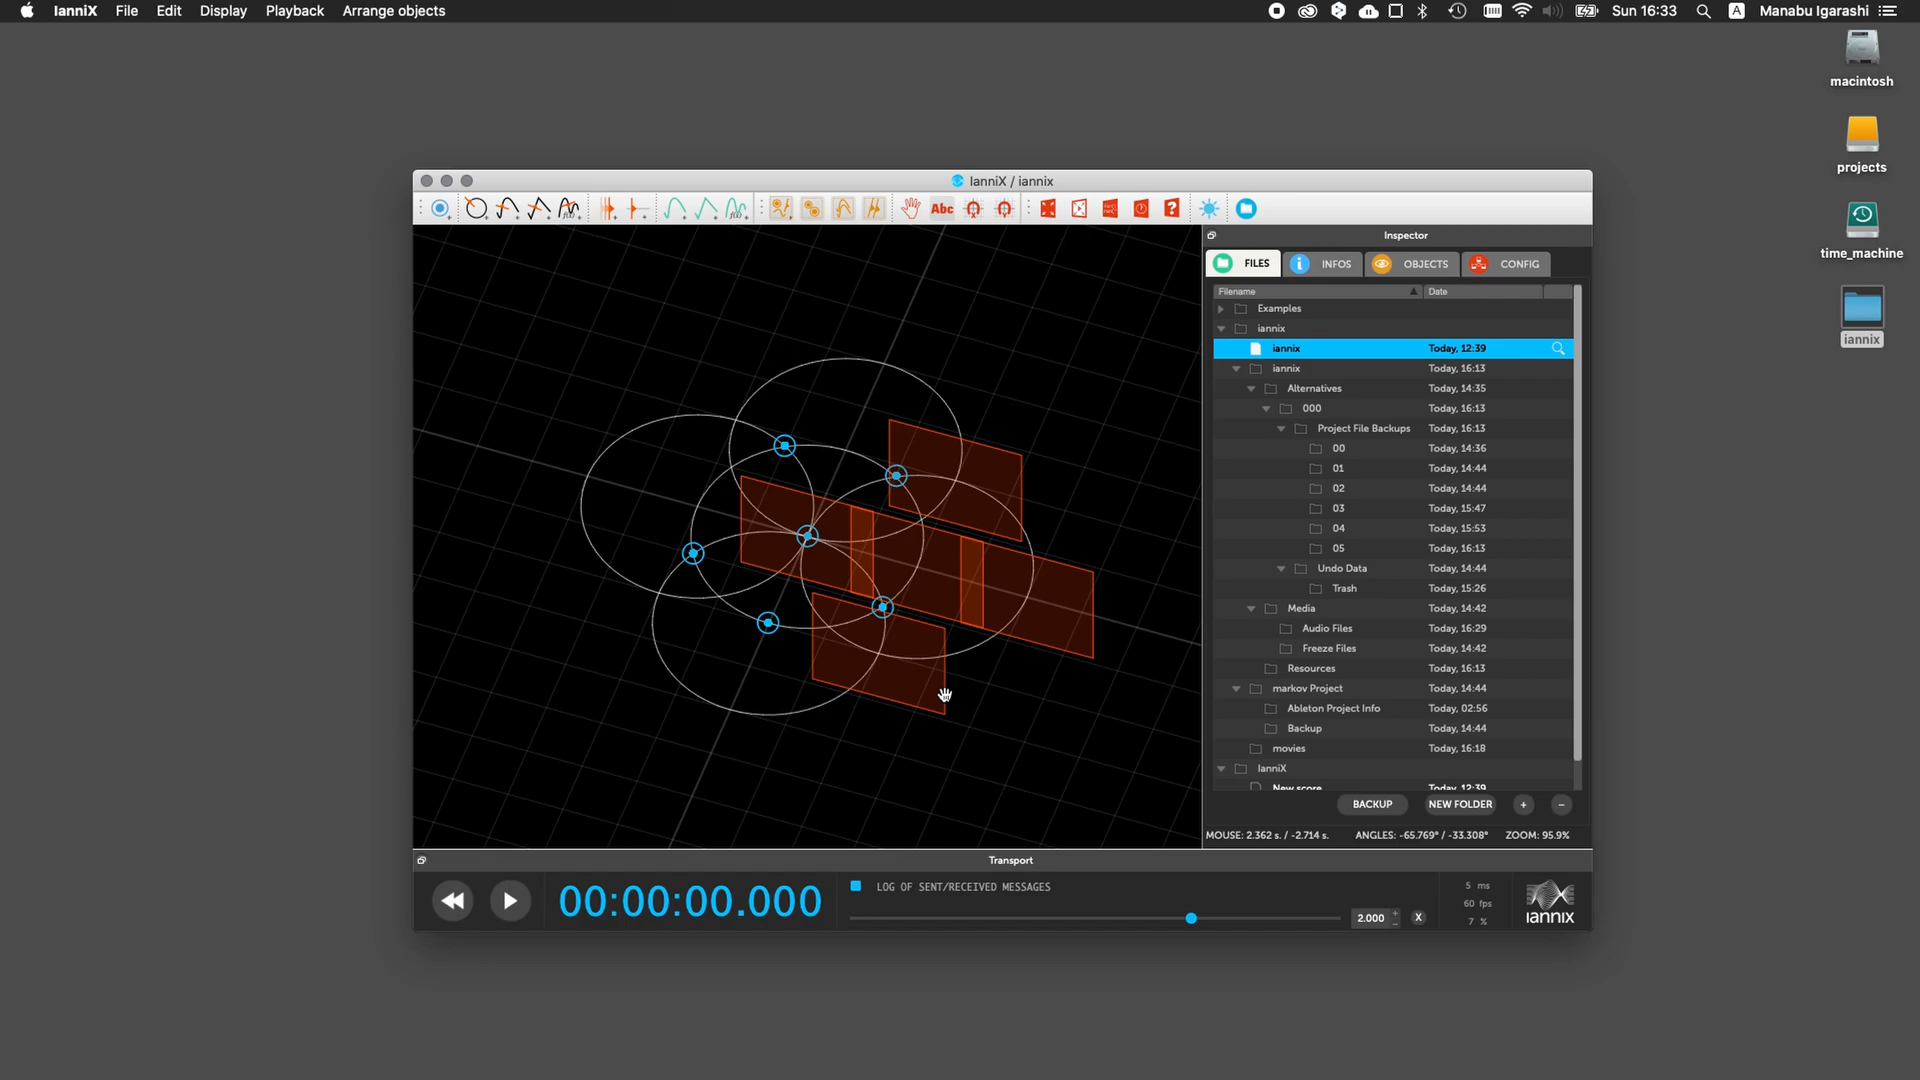 IanniX File Edit Display Playback Arrange objects Sun 16:33 A Manabu Igarashi
macintosh
projects
time_machine
iannix
IanniX / iannix
f(x) Abc f(x) ?
Inspector
FILES INFOS OBJECTS CONFIG
Filename Date
Examples
iannix
iannix Today, 12:39
iannix Today, 16:13
Alternatives Today, 14:35
000 Today, 16:13
Project File Backups Today, 16:13
00 Today, 14:36
01 Today, 14:44
02 Today, 14:44
03 Today, 15:47
04 Today, 15:53
05 Today, 16:13
Undo Data Today, 14:44
Trash Today, 15:26
Media Today, 14:42
Audio Files Today, 16:29
Freeze Files Today, 14:42
Resources Today, 16:13
markov Project Today, 14:44
Ableton Project Info Today, 02:56
Backup Today, 14:44
movies Today, 16:18
IanniX
New score Today, 12:39
BACKUP NEW FOLDER + -
MOUSE: 2.362 s. / -2.714 s. ANGLES: -65.769° / -33.308° ZOOM: 95.9%
Transport
00:00:00.000
LOG OF SENT/RECEIVED MESSAGES
2.000 + - X
5 ms
60 fps
7 %
IanniX